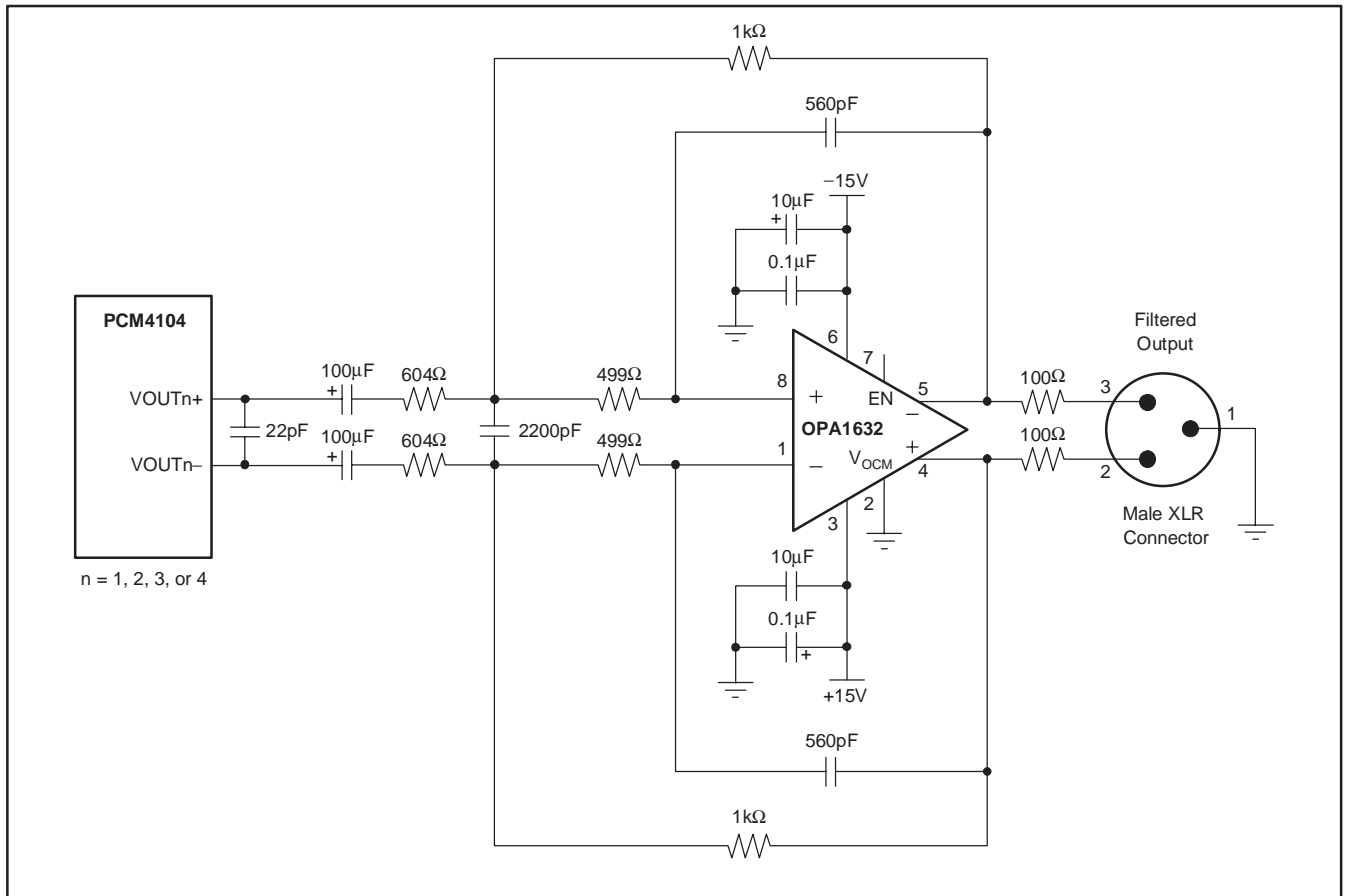 1kΩ
560pF
−15V
10µF
+
0.1µF
PCM4104
VOUTn+
VOUTn−
22pF
n = 1, 2, 3, or 4
100µF
+
604Ω
499Ω
100µF
+
604Ω
499Ω
2200pF
6
7
8
+
EN
5
−
OPA1632
1
−
VOCM
+
4
3
2
100Ω
3
100Ω
2
1
Filtered
Output
Male XLR
Connector
10µF
0.1µF
+
+15V
560pF
1kΩ